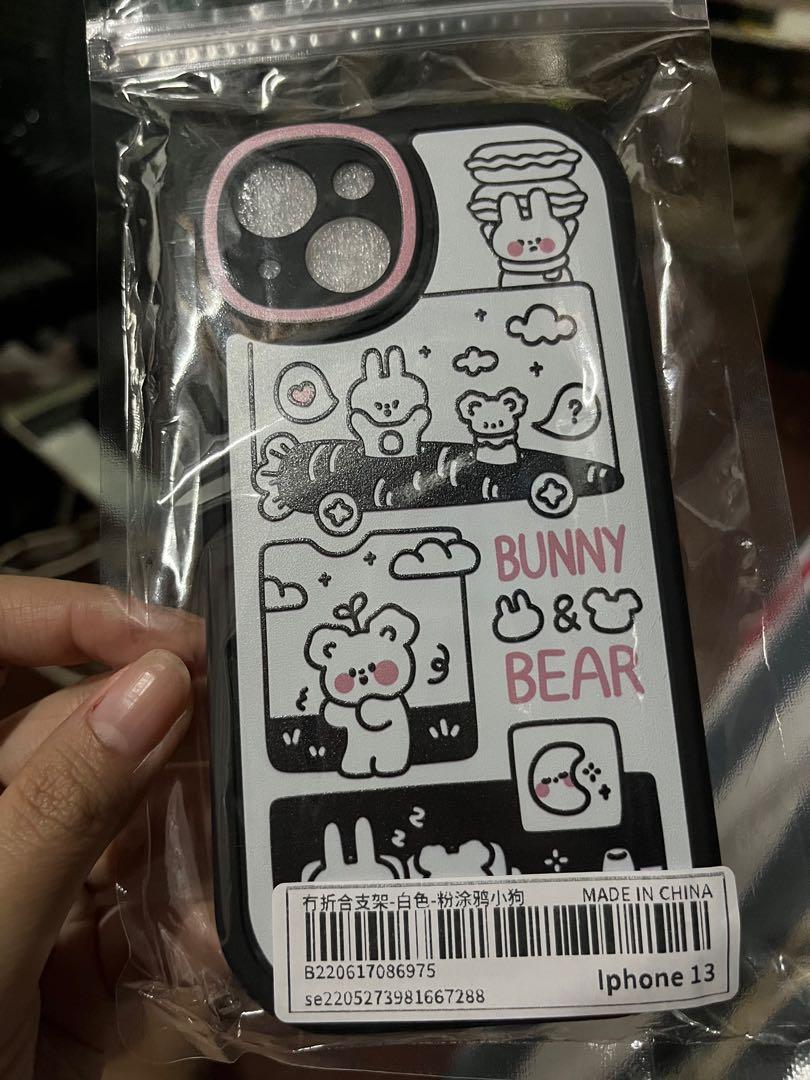 ?
BUNNY
&
BEAR
z
z
冇折合支架-白色-粉涂鸦小狗
MADE IN CHINA
B220617086975
Iphone 13
se2205273981667288